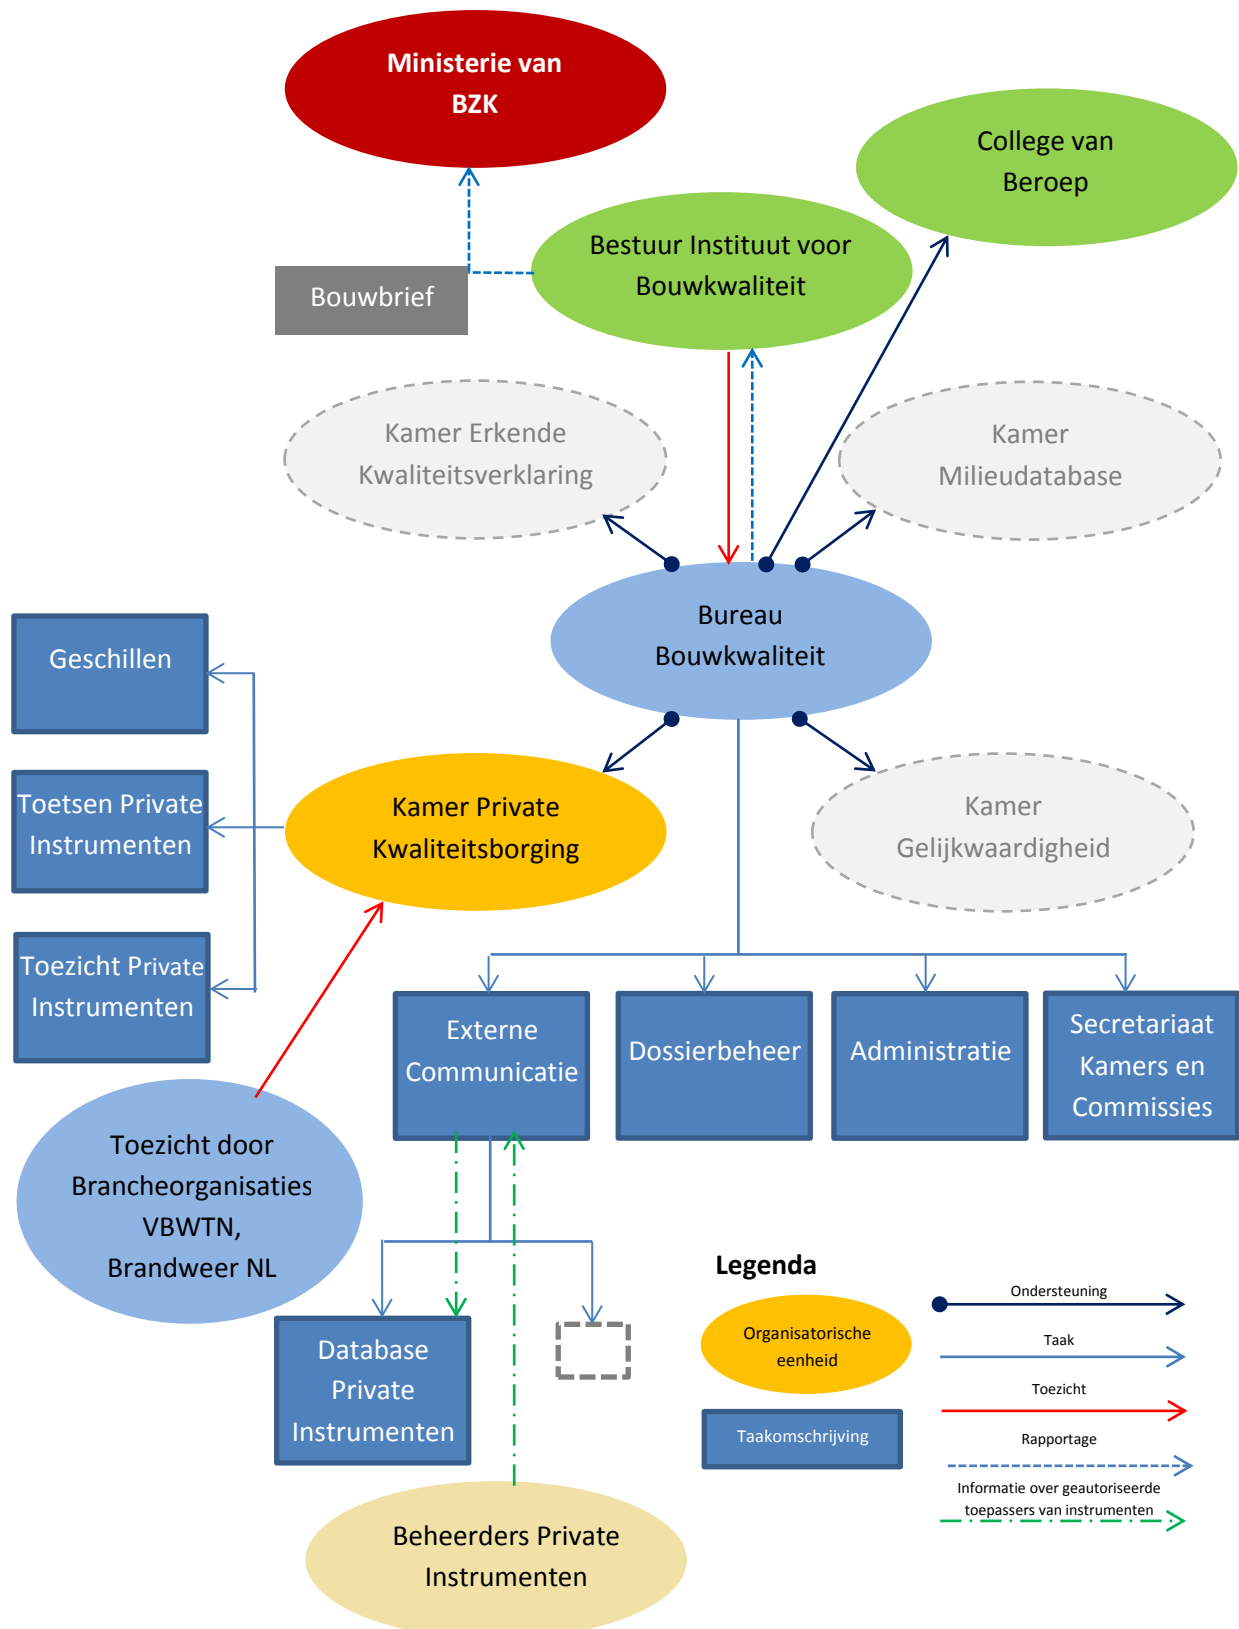 Ministerie van
BZK
College van
Beroep
Bestuur Instituut voor
Bouwkwaliteit
Bouwbrief
Kamer Erkende
Kwaliteitsverklaring
Kamer
Milieudatabase
Bureau
Bouwkwaliteit
Geschillen
Toetsen Private
Instrumenten
Toezicht Private
Instrumenten
Kamer Private
Kwaliteitsborging
Kamer
Gelijkwaardigheid
Externe
Communicatie
Dossierbeheer
Administratie
Secretariaat
Kamers en
Commissies
Toezicht door
Brancheorganisaties
VBWTN,
Brandweer NL
Database
Private
Instrumenten
Beheerders Private
Instrumenten
Legenda
Organisatorische
eenheid
Taakomschrijving
Ondersteuning
Taak
Toezicht
Rapportage
Informatie over geautoriseerde
toepassers van instrumenten